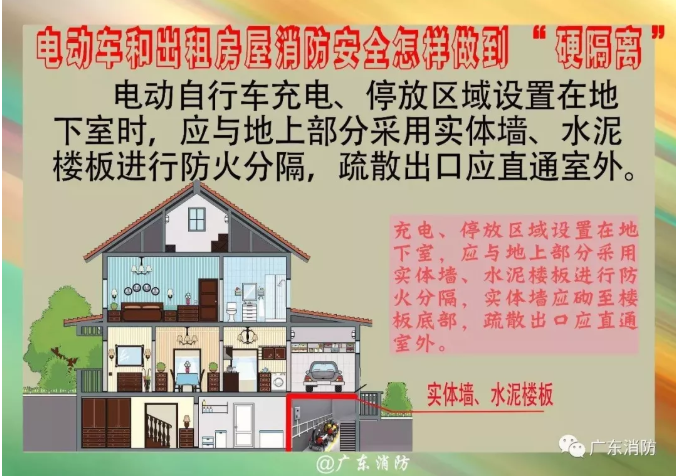 电动车和出租房屋消防安全怎样做到“硬隔离”
电动自行车充电、停放区域设置在地
下室时，应与地上部分采用实体墙、水泥
楼板进行防火分隔，疏散出口应直通室外。
充电、停放区域设置在地
下室，应与地上部分采用
实体墙、水泥楼板进行防
火分隔，实体墙应砌至楼
板底部，疏散出口应直通
室外。
实体墙、水泥楼板
广东消防
@广东消防